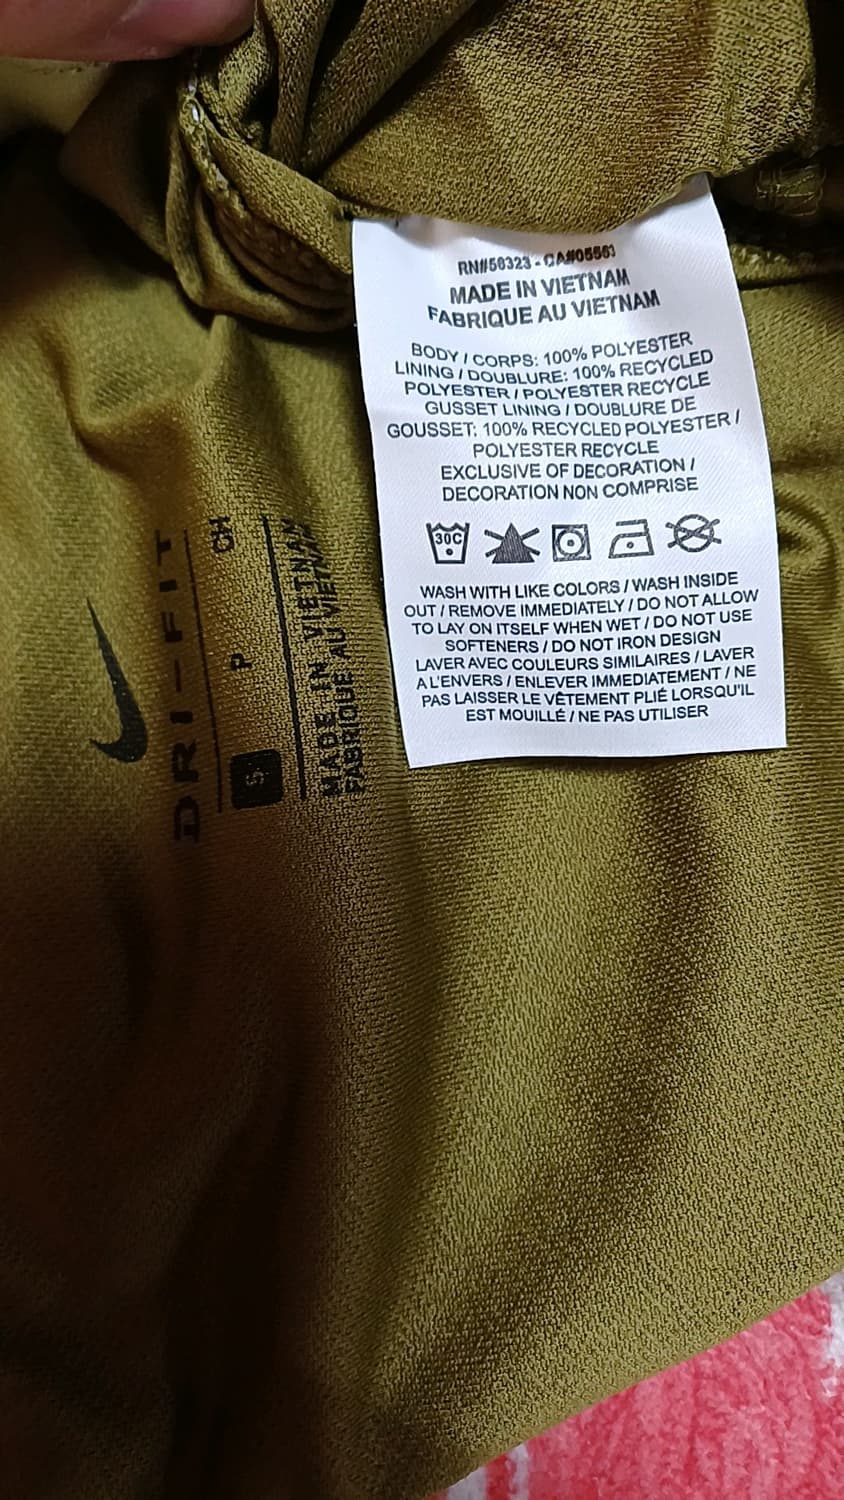 RN#56323 - CA#05553
MADE IN VIETNAM
FABRIQUE AU VIETNAM
BODY / CORPS: 100% POLYESTER
LINING / DOUBLURE: 100% RECYCLED
POLYESTER / POLYESTER RECYCLE
GUSSET LINING / DOUBLURE DE
GOUSSET: 100% RECYCLED POLYESTER /
POLYESTER RECYCLE
EXCLUSIVE OF DECORATION /
DECORATION NON COMPRISE
30C
WASH WITH LIKE COLORS / WASH INSIDE
OUT / REMOVE IMMEDIATELY / DO NOT ALLOW
TO LAY ON ITSELF WHEN WET / DO NOT USE
SOFTENERS / DO NOT IRON DESIGN
LAVER AVEC COULEURS SIMILAIRES / LAVER
A L'ENVERS / ENLEVER IMMEDIATEMENT / NE
PAS LAISSER LE VÊTEMENT PLIÉ LORSQU'IL
EST MOUILLÉ / NE PAS UTILISER
DRI-FIT
S P CH
MADE IN VIETNAM
FABRIQUE AU VIETNAM